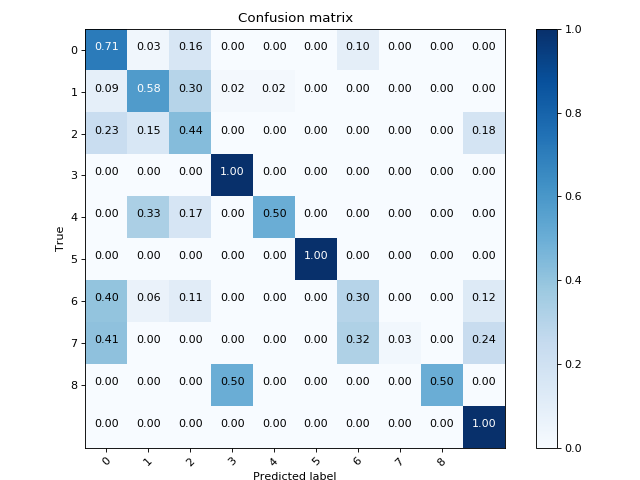 Confusion matrix
0 0.71 0.03 0.16 0.00 0.00 0.00 0.10 0.00 0.00 0.00
1 0.09 0.58 0.30 0.02 0.02 0.00 0.00 0.00 0.00 0.00
2 0.23 0.15 0.44 0.00 0.00 0.00 0.00 0.00 0.00 0.18
3 0.00 0.00 0.00 1.00 0.00 0.00 0.00 0.00 0.00 0.00
4 0.00 0.33 0.17 0.00 0.50 0.00 0.00 0.00 0.00 0.00
5 0.00 0.00 0.00 0.00 0.00 1.00 0.00 0.00 0.00 0.00
6 0.40 0.06 0.11 0.00 0.00 0.00 0.30 0.00 0.00 0.12
7 0.41 0.00 0.00 0.00 0.00 0.00 0.32 0.03 0.00 0.24
8 0.00 0.00 0.00 0.50 0.00 0.00 0.00 0.00 0.50 0.00
0.00 0.00 0.00 0.00 0.00 0.00 0.00 0.00 0.00 1.00
0 1 2 3 4 5 6 7 8
Predicted label
True
1.0
0.8
0.6
0.4
0.2
0.0